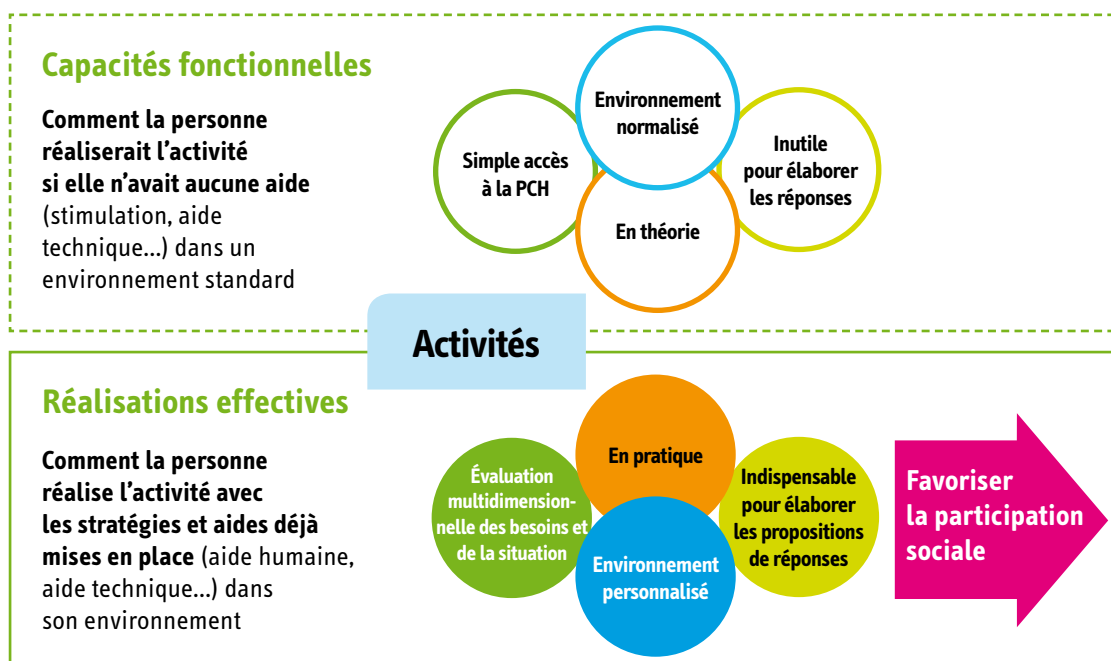 Capacités fonctionnelles
Comment la personne
réaliserait l’activité
si elle n’avait aucune aide
(stimulation, aide
technique...) dans un
environnement standard
Simple accès
à la PCH
Environnement
normalisé
En théorie
Inutile
pour élaborer
les réponses
Activités
Réalisations effectives
Comment la personne
réalise l’activité avec
les stratégies et aides déjà
mises en place (aide humaine,
aide technique...) dans
son environnement
Évaluation
multidimension-
nelle des besoins et
de la situation
En pratique
Environnement
personnalisé
Indispensable
pour élaborer
les propositions
de réponses
Favoriser
la participation
sociale